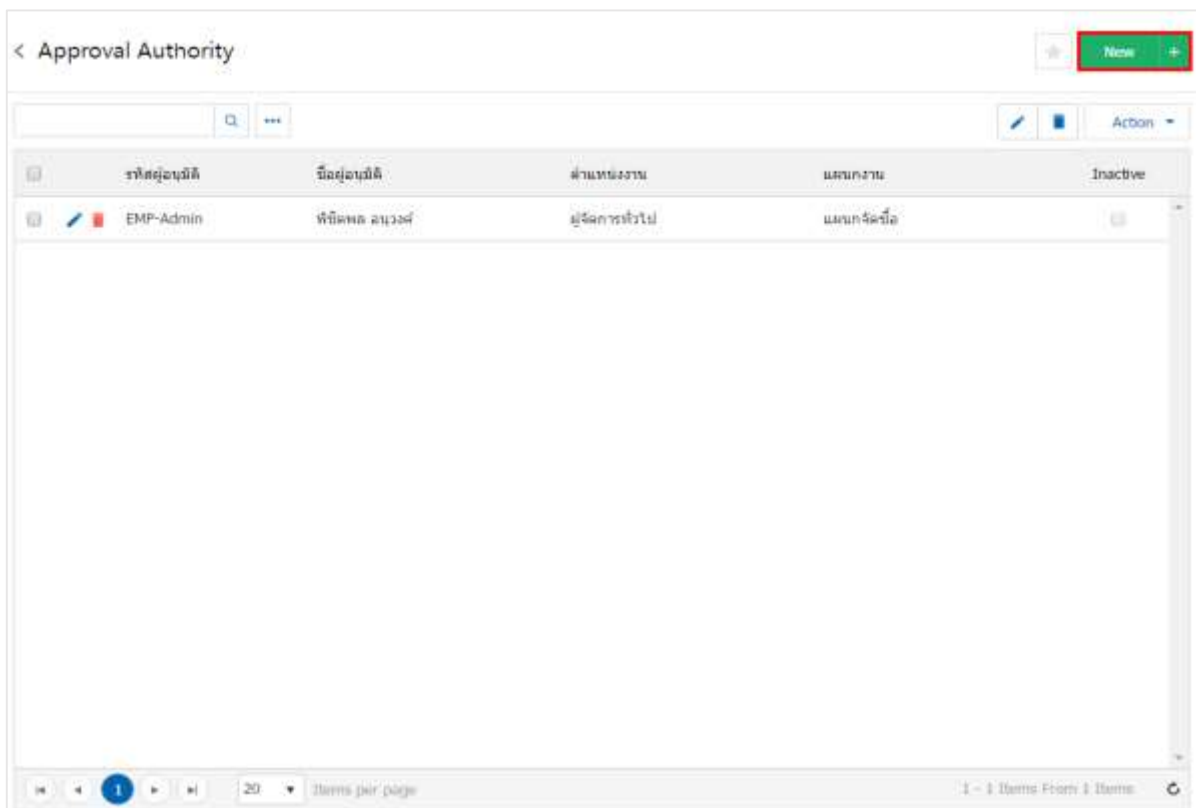 < Approval Authority
New +
Action
รหัสผู้อนุมัติ ชื่อผู้อนุมัติ ตำแหน่งงาน แผนกงาน Inactive
EMP-Admin พิชิตพล อนุวงศ์ ผู้จัดการทั่วไป แผนกจัดซื้อ
1 20 Items per page 1 - 1 Items From 1 Items